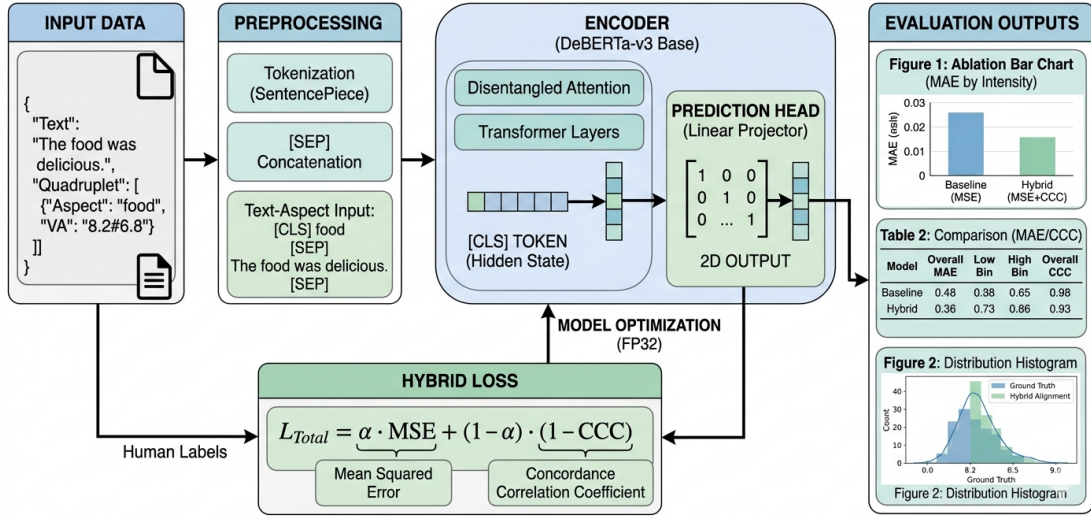 INPUT DATA
{
"Text":
"The food was
delicious.",
"Quadruplet": [
{"Aspect": "food",
"VA": "8.2#6.8"}
]]
}
PREPROCESSING
Tokenization
(SentencePiece)
[SEP]
Concatenation
Text-Aspect Input:
[CLS] food
[SEP]
The food was delicious.
[SEP]
ENCODER
(DeBERTa-v3 Base)
Disentangled Attention
Transformer Layers
[CLS] TOKEN
(Hidden State)
PREDICTION HEAD
(Linear Projector)
1 0 0
0 1 0
0 ... 1
2D OUTPUT
MODEL OPTIMIZATION
(FP32)
Human Labels
HYBRID LOSS
L_Total = α · MSE + (1−α) · (1−CCC)
Mean Squared
Error
Concordance
Correlation Coefficient
EVALUATION OUTPUTS
Figure 1: Ablation Bar Chart
(MAE by Intensity)
0.03
0.02
0.01
0
Baseline
(MSE)
Hybrid
(MSE+CCC)
Table 2: Comparison (MAE/CCC)
Model Overall MAE Low Bin High Bin Overall CCC
Baseline 0.48 0.38 0.65 0.98
Hybrid 0.36 0.73 0.86 0.93
Figure 2: Distribution Histogram
Ground Truth
Hybrid Alignment
Count
40
30
20
10
0
0.0 8.2 6.5 9.0
Ground Truth
Figure 2: Distribution Histogram